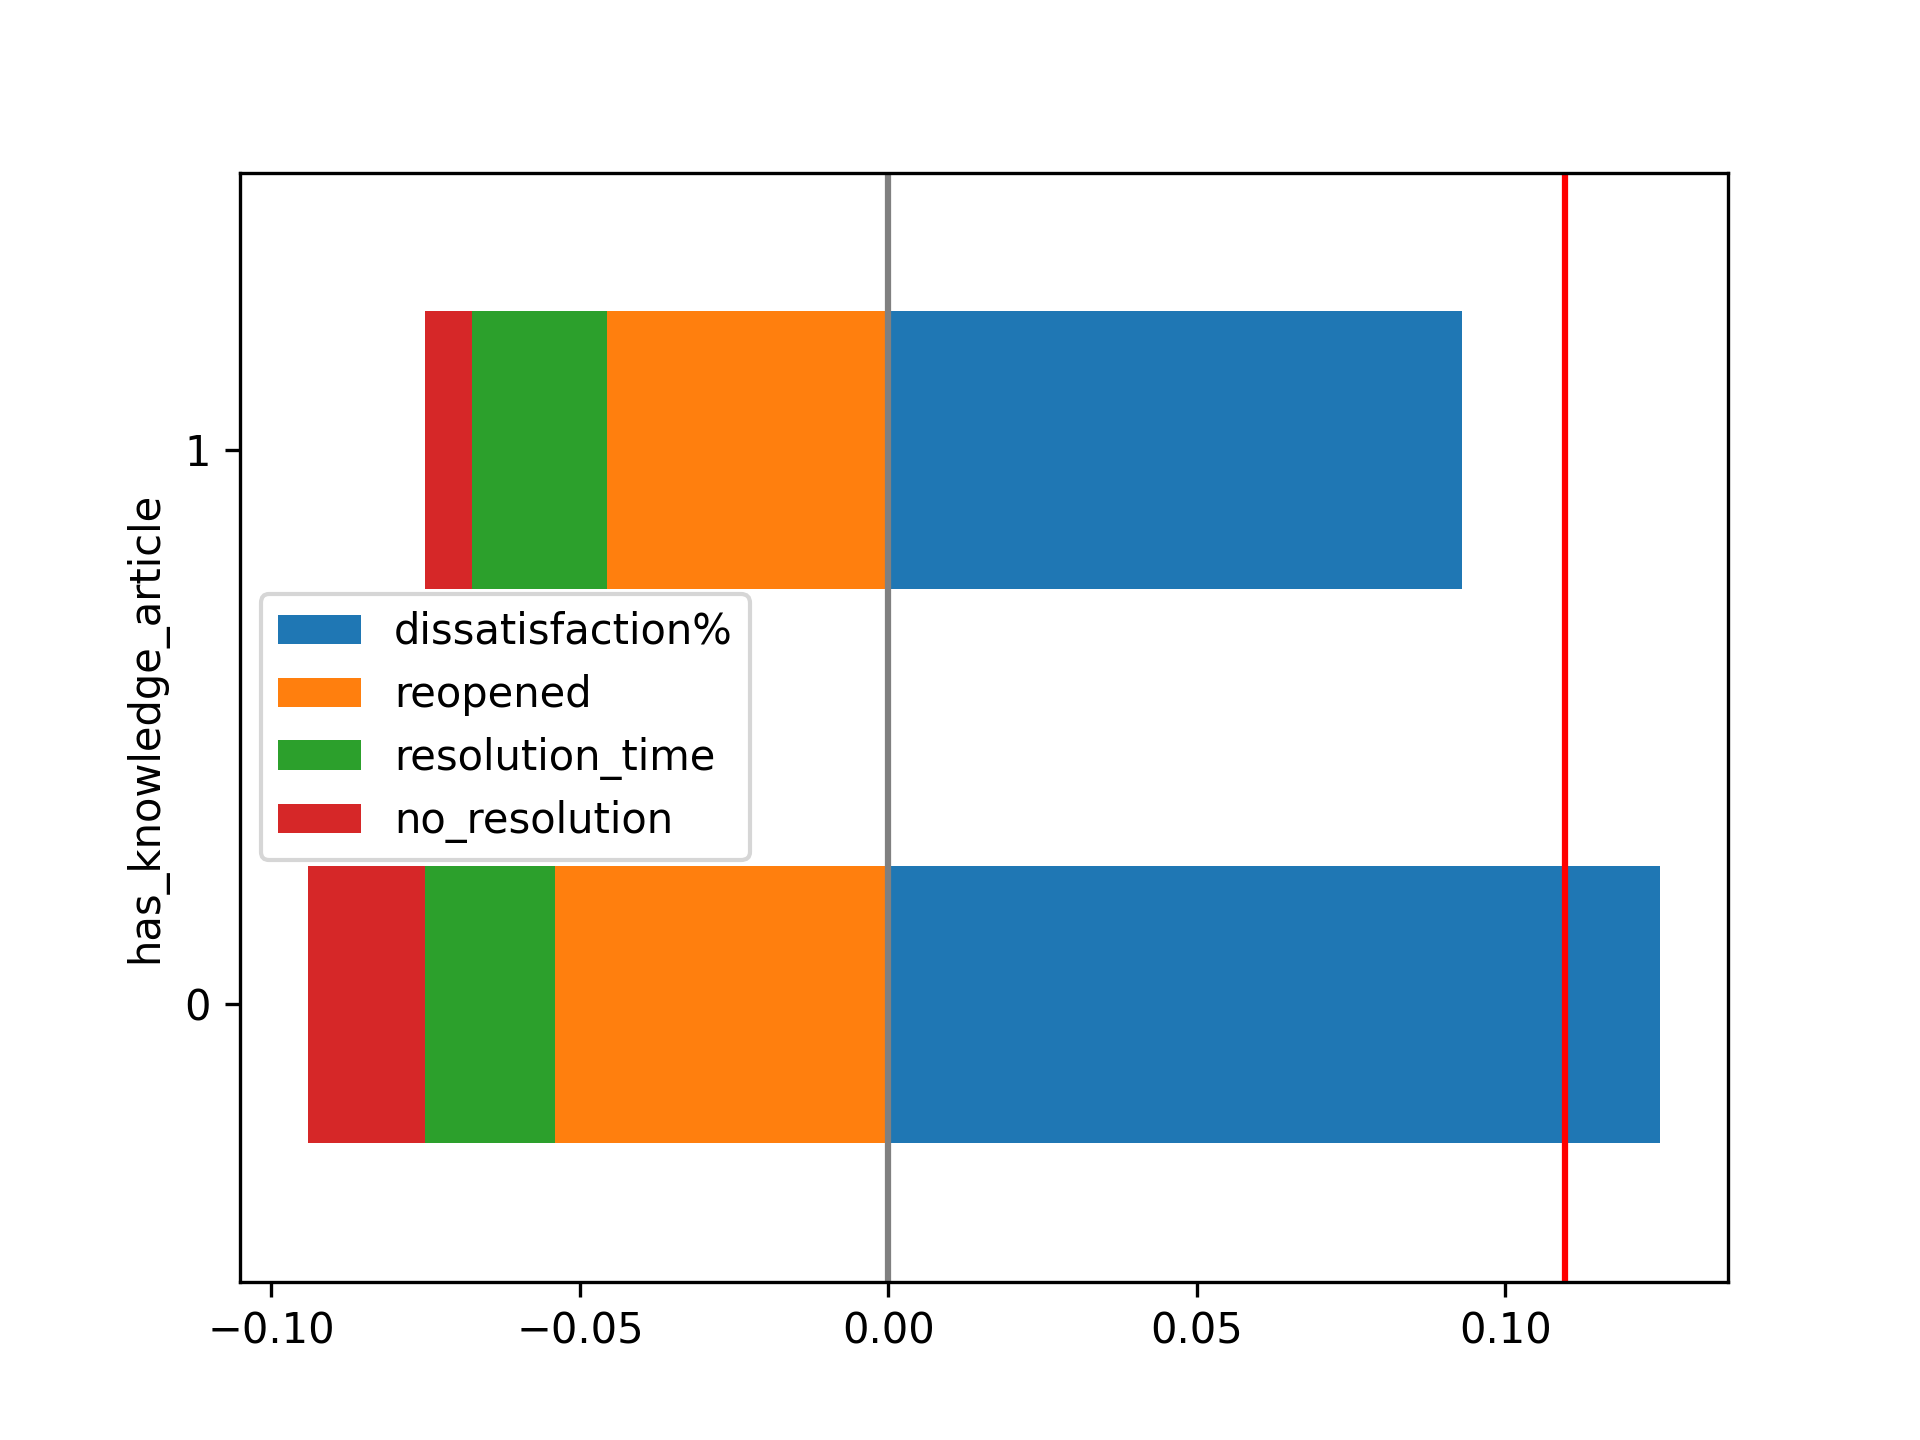 has_knowledge_article
1
0
dissatisfaction%
reopened
resolution_time
no_resolution
−0.10
−0.05
0.00
0.05
0.10